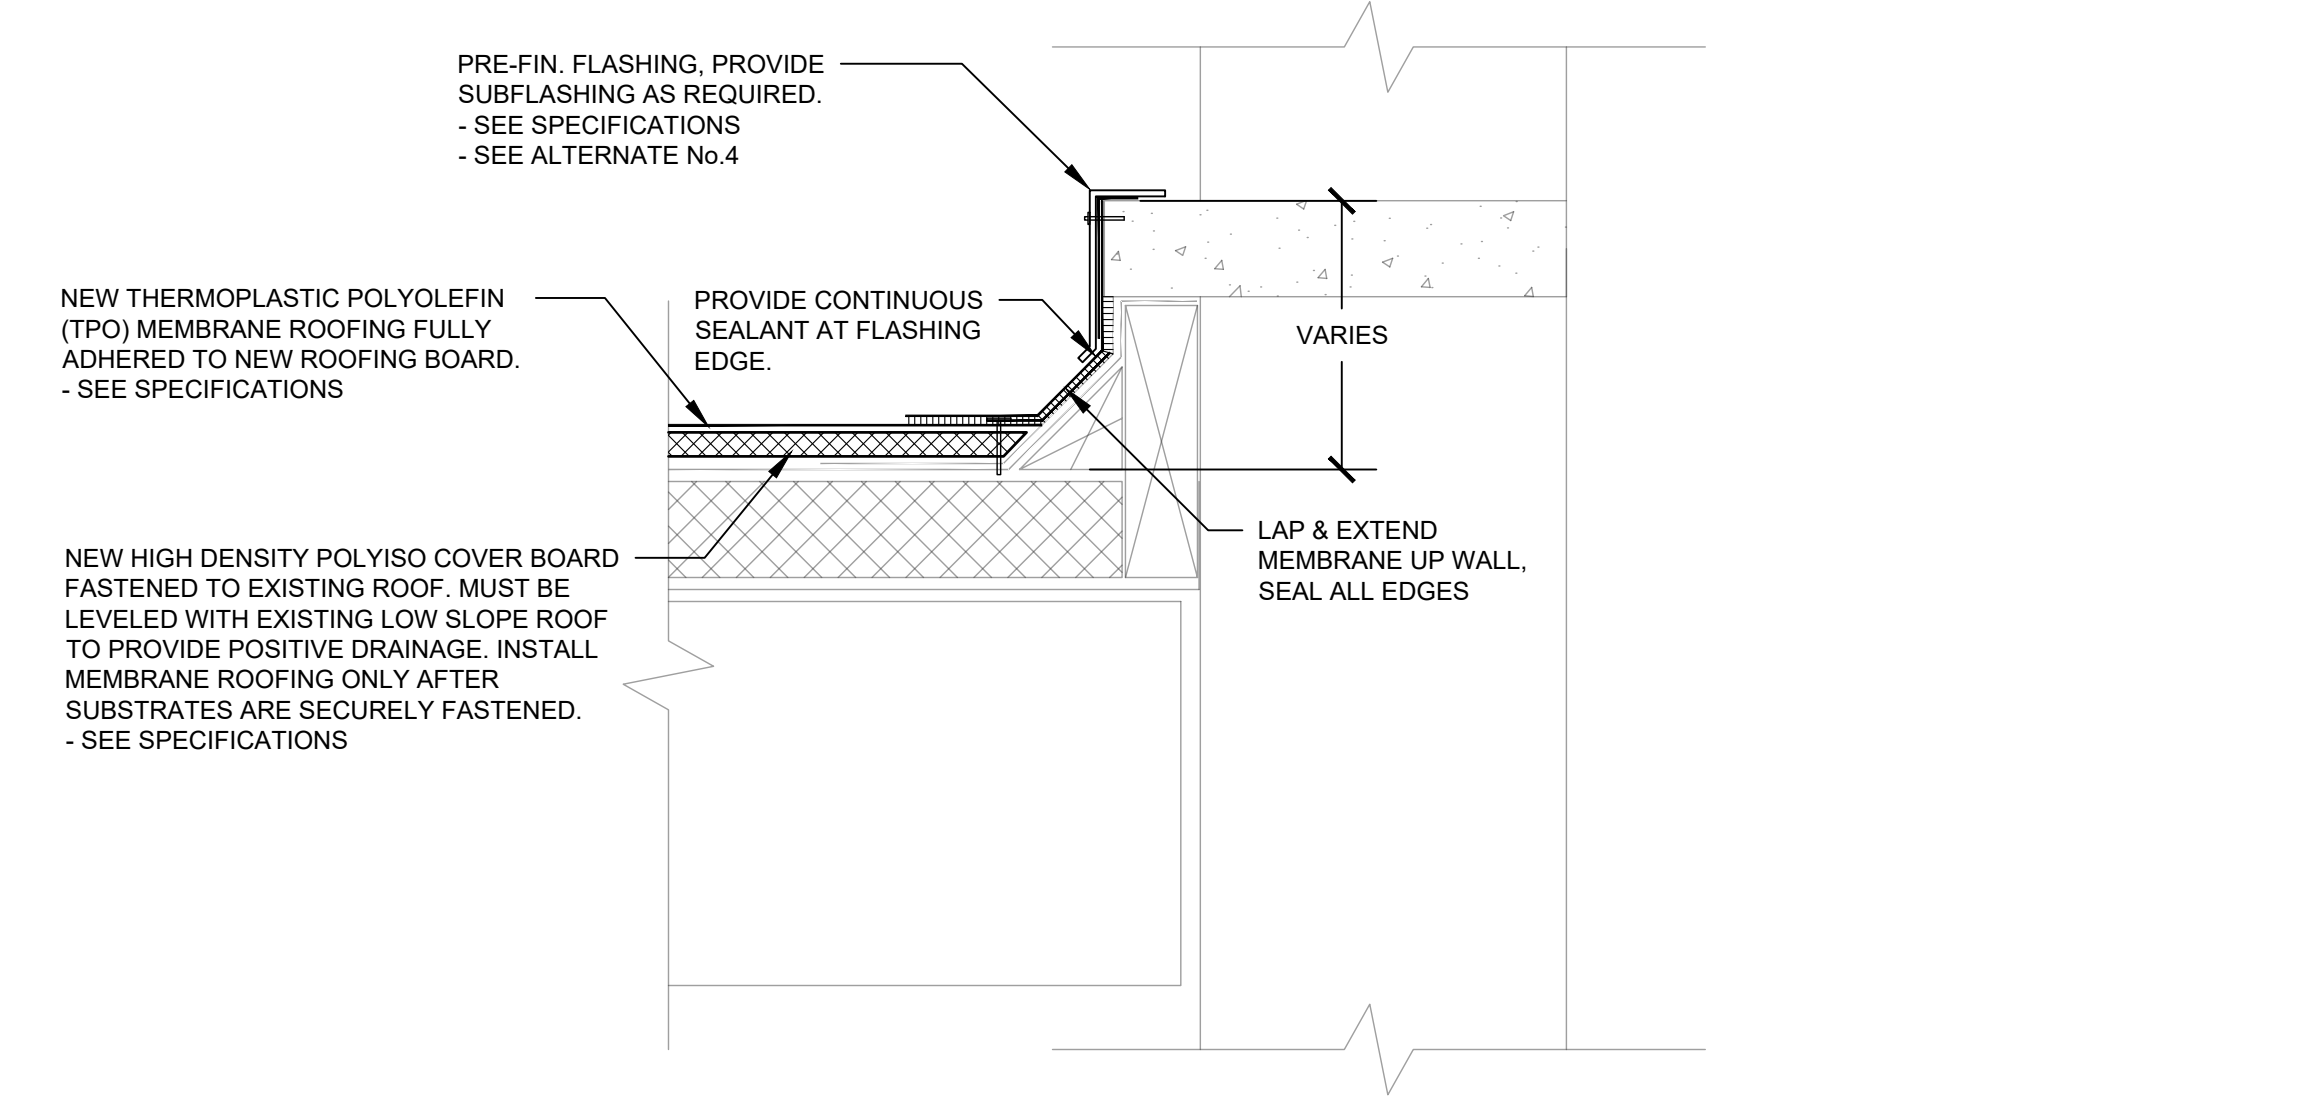 PRE-FIN. FLASHING, PROVIDE
SUBFLASHING AS REQUIRED.
- SEE SPECIFICATIONS
- SEE ALTERNATE No.4
NEW THERMOPLASTIC POLYOLEFIN
(TPO) MEMBRANE ROOFING FULLY
ADHERED TO NEW ROOFING BOARD.
- SEE SPECIFICATIONS
PROVIDE CONTINUOUS
SEALANT AT FLASHING
EDGE.
VARIES
NEW HIGH DENSITY POLYISO COVER BOARD
FASTENED TO EXISTING ROOF. MUST BE
LEVELED WITH EXISTING LOW SLOPE ROOF
TO PROVIDE POSITIVE DRAINAGE. INSTALL
MEMBRANE ROOFING ONLY AFTER
SUBSTRATES ARE SECURELY FASTENED.
- SEE SPECIFICATIONS
LAP & EXTEND
MEMBRANE UP WALL,
SEAL ALL EDGES